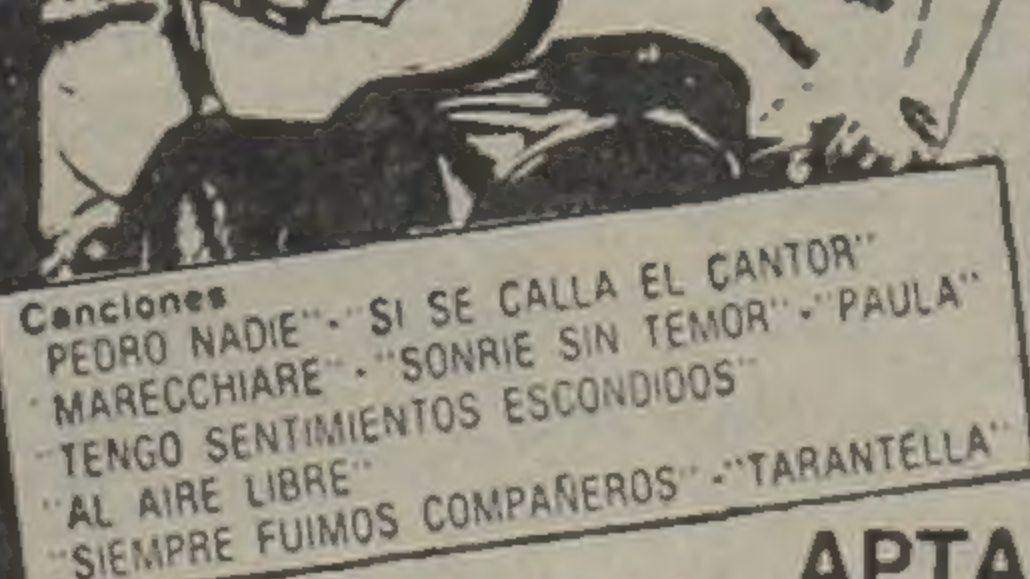 Canciones
PEDRO NADIE"-"SI SE CALLA EL CANTOR"
"MARECCHIARE"-"SONRIE SIN TEMOR"-"PAULA"
"TENGO SENTIMIENTOS ESCONDIDOS"
"AL AIRE LIBRE"
"SIEMPRE FUIMOS COMPAÑEROS"-"TARANTELLA"
APTA